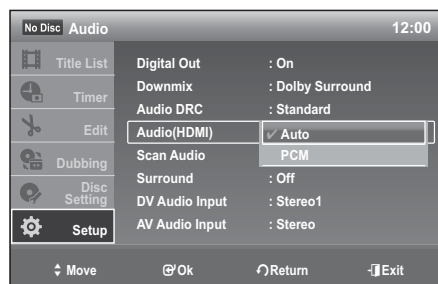 No Disc Audio 12:00
Title List
Timer
Edit
Dubbing
Disc
Setting
Setup
Digital Out : On
Downmix : Dolby Surround
Audio DRC : Standard
Audio(HDMI) ✓ Auto
PCM
Scan Audio
Surround : Off
DV Audio Input : Stereo1
AV Audio Input : Stereo
Move Ok Return Exit